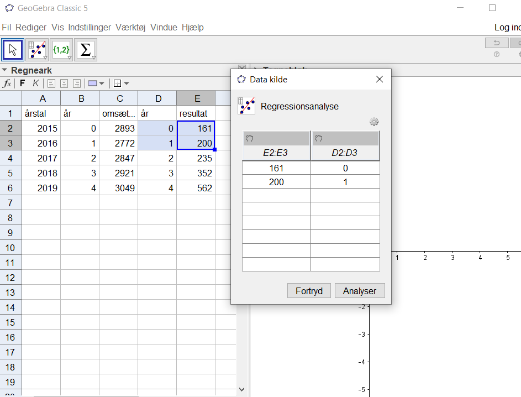 GeoGebra Classic 5
Fil Rediger Vis Indstillinger Værktøj Vindue Hjælp
Log ind
{1,2} Σ
Regneark
fx F K
A B C D E
1 årstal år omsæt... år resultat
2 2015 0 2893 0 161
3 2016 1 2772 1 200
4 2017 2 2847 2 235
5 2018 3 2921 3 352
6 2019 4 3049 4 562
7
8
9
10
11
12
13
14
15
16
17
18
19
Data kilde
Regressionsanalyse
E2:E3 D2:D3
161 0
200 1
Fortryd Analyser
1 2 3 4 5
-2
-3
-4
-5